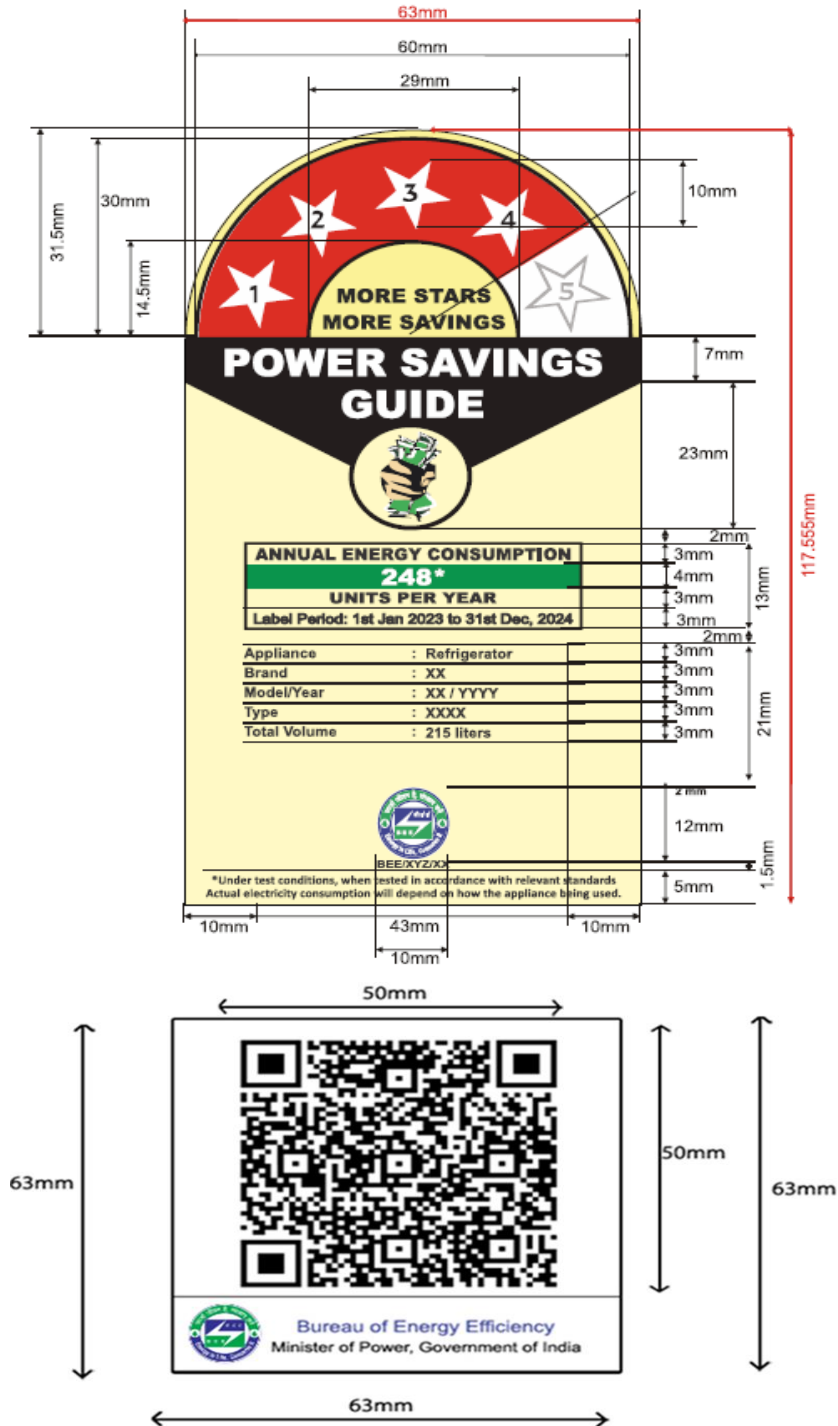 63mm
60mm
29mm
31.5mm
30mm
14.5mm
10mm
1
2
3
4
5
MORE STARS
MORE SAVINGS
POWER SAVINGS
GUIDE
7mm
23mm
117.555mm
2mm
ANNUAL ENERGY CONSUMPTION
3mm
248*
4mm
13mm
UNITS PER YEAR
3mm
Label Period: 1st Jan 2023 to 31st Dec, 2024
3mm
2mm
Appliance : Refrigerator
3mm
Brand : XX
3mm
Model/Year : XX / YYYY
3mm
21mm
Type : XXXX
3mm
Total Volume : 215 liters
3mm
2 mm
12mm
BEE/XYZ/XX
1.5mm
*Under test conditions, when tested in accordance with relevant standards
Actual electricity consumption will depend on how the appliance being used.
5mm
10mm
43mm
10mm
10mm
50mm
63mm
50mm
63mm
Bureau of Energy Efficiency
Minister of Power, Government of India
63mm